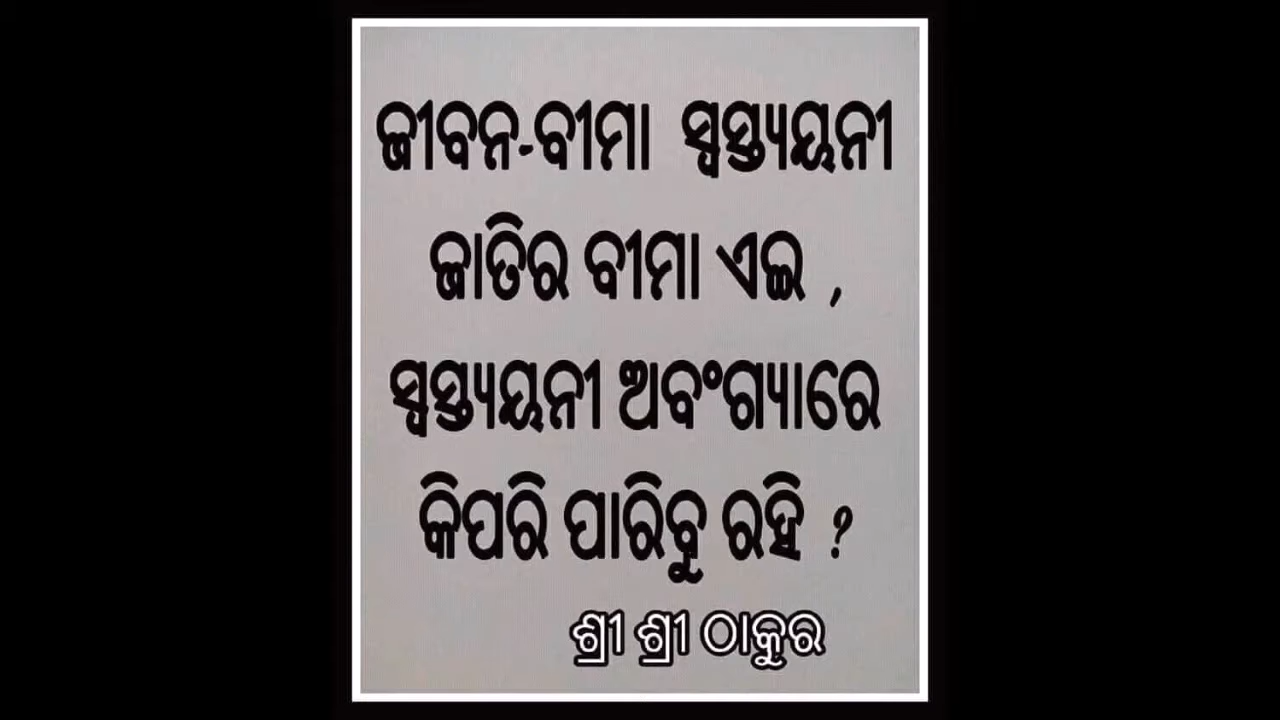 ଜୀବନ-ବୀମା ସ୍ୱସ୍ତ୍ୟୟନୀ
ଜାତିର ବୀମା ଏଇ ,
ସ୍ୱସ୍ତ୍ୟୟନୀ ଅବଂଗ୍ୟାରେ
କିପରି ପାରିବୁ ରହି ?
ଶ୍ରୀ ଶ୍ରୀ ଠାକୁର